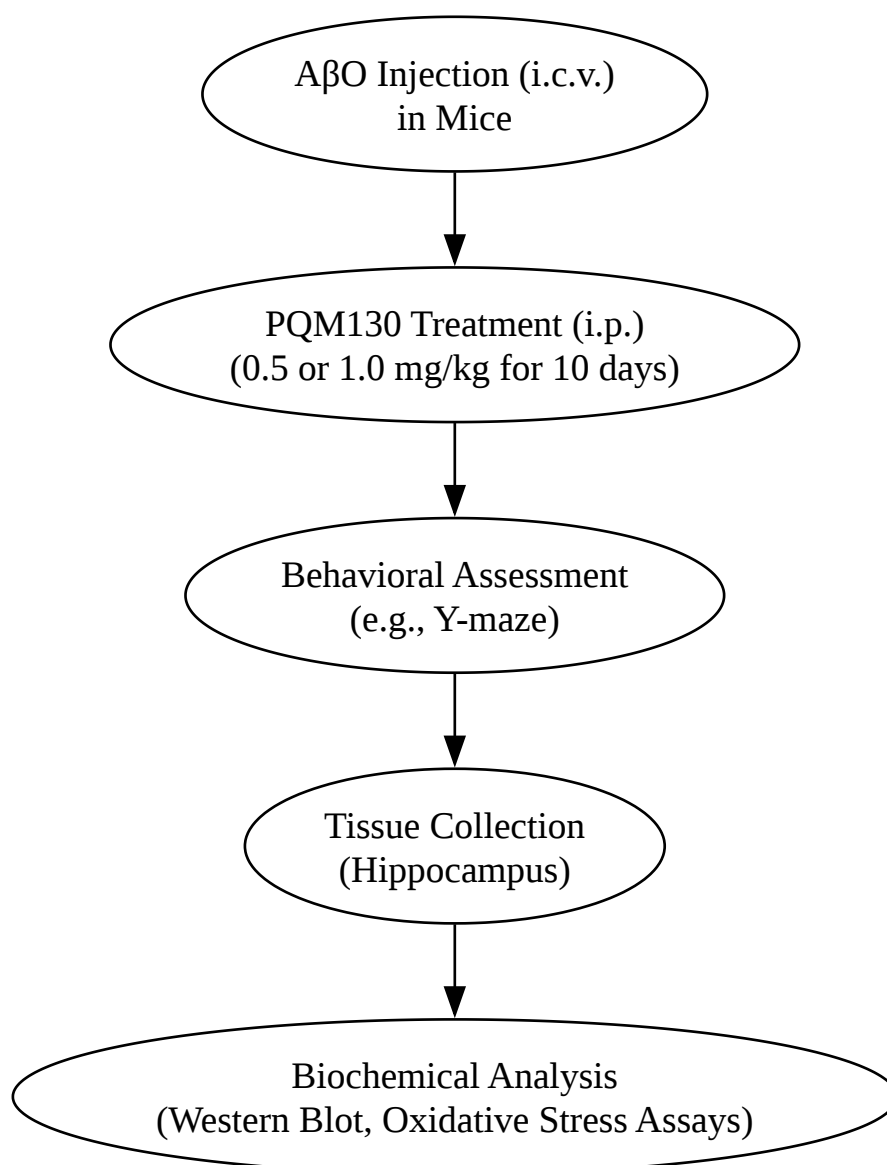 AβO Injection (i.c.v.)
in Mice
PQM130 Treatment (i.p.)
(0.5 or 1.0 mg/kg for 10 days)
Behavioral Assessment
(e.g., Y-maze)
Tissue Collection
(Hippocampus)
Biochemical Analysis
(Western Blot, Oxidative Stress Assays)